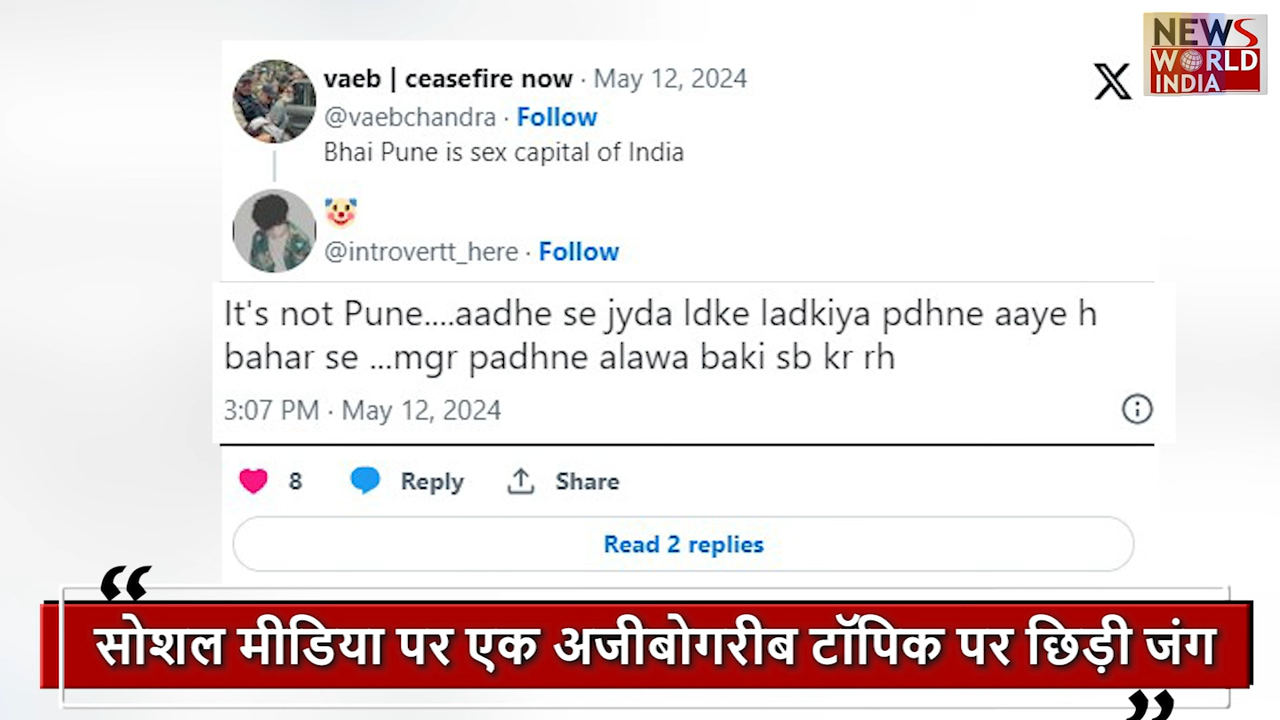 NEWS
WORLD
INDIA
vaeb | ceasefire now · May 12, 2024
@vaebchandra · Follow
Bhai Pune is sex capital of India
🤡
@introvertt_here · Follow
It's not Pune....aadhe se jyda ldke ladkiya pdhne aaye h
bahar se ...mgr padhne alawa baki sb kr rh
3:07 PM · May 12, 2024
8 Reply Share
Read 2 replies
“सोशल मीडिया पर एक अजीबोगरीब टॉपिक पर छिड़ी जंग”